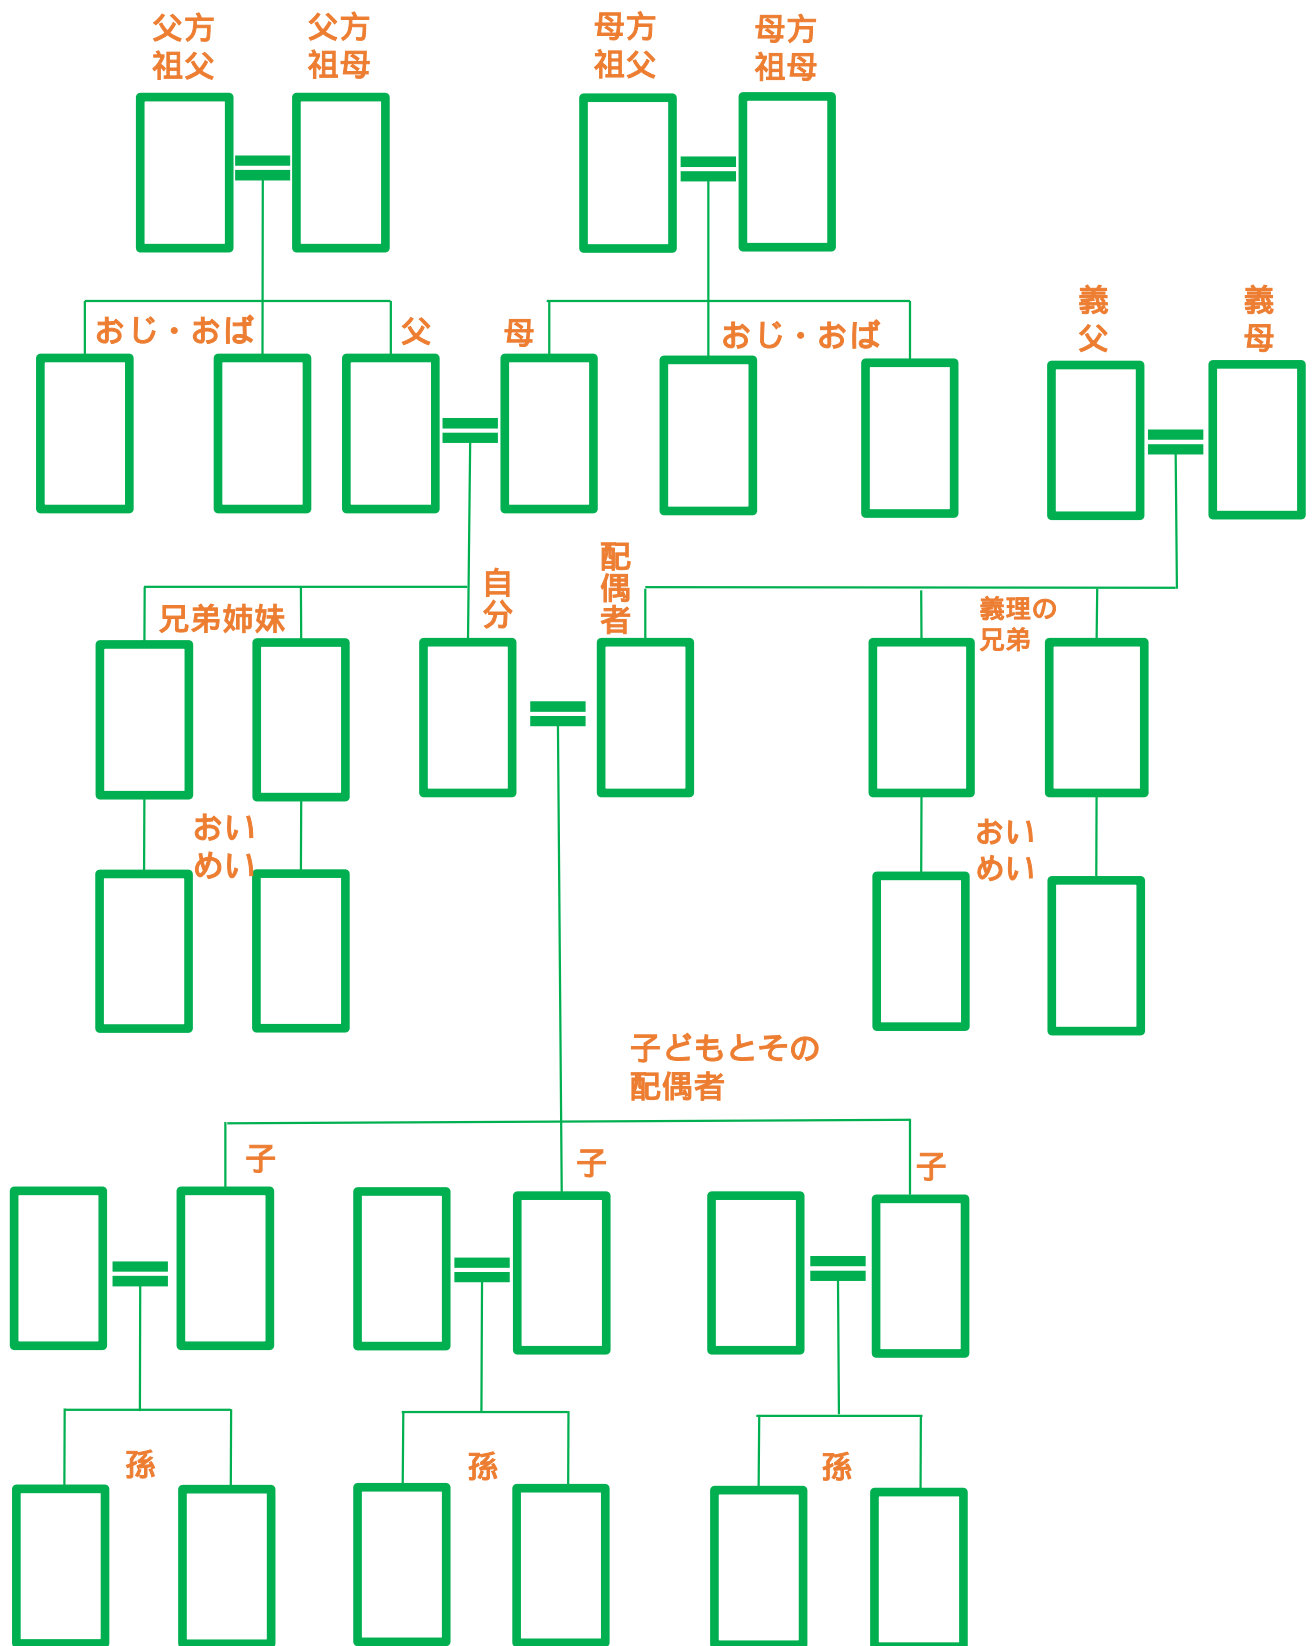 父方
祖父
父方
祖母
母方
祖父
母方
祖母
おじ・おば
父
母
おじ・おば
義
父
義
母
兄弟姉妹
自
分
配
偶
者
義理の
兄弟
おい
めい
おい
めい
子どもとその
配偶者
子
子
子
孫
孫
孫